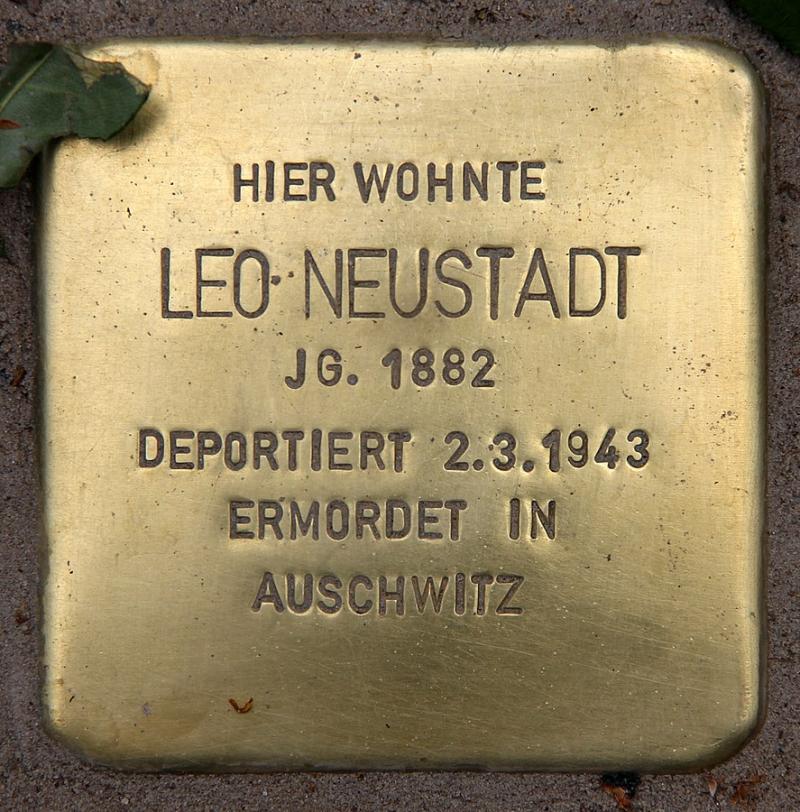 HIER WOHNTE
LEO NEUSTADT
JG. 1882
DEPORTIERT 2.3.1943
ERMORDET IN
AUSCHWITZ